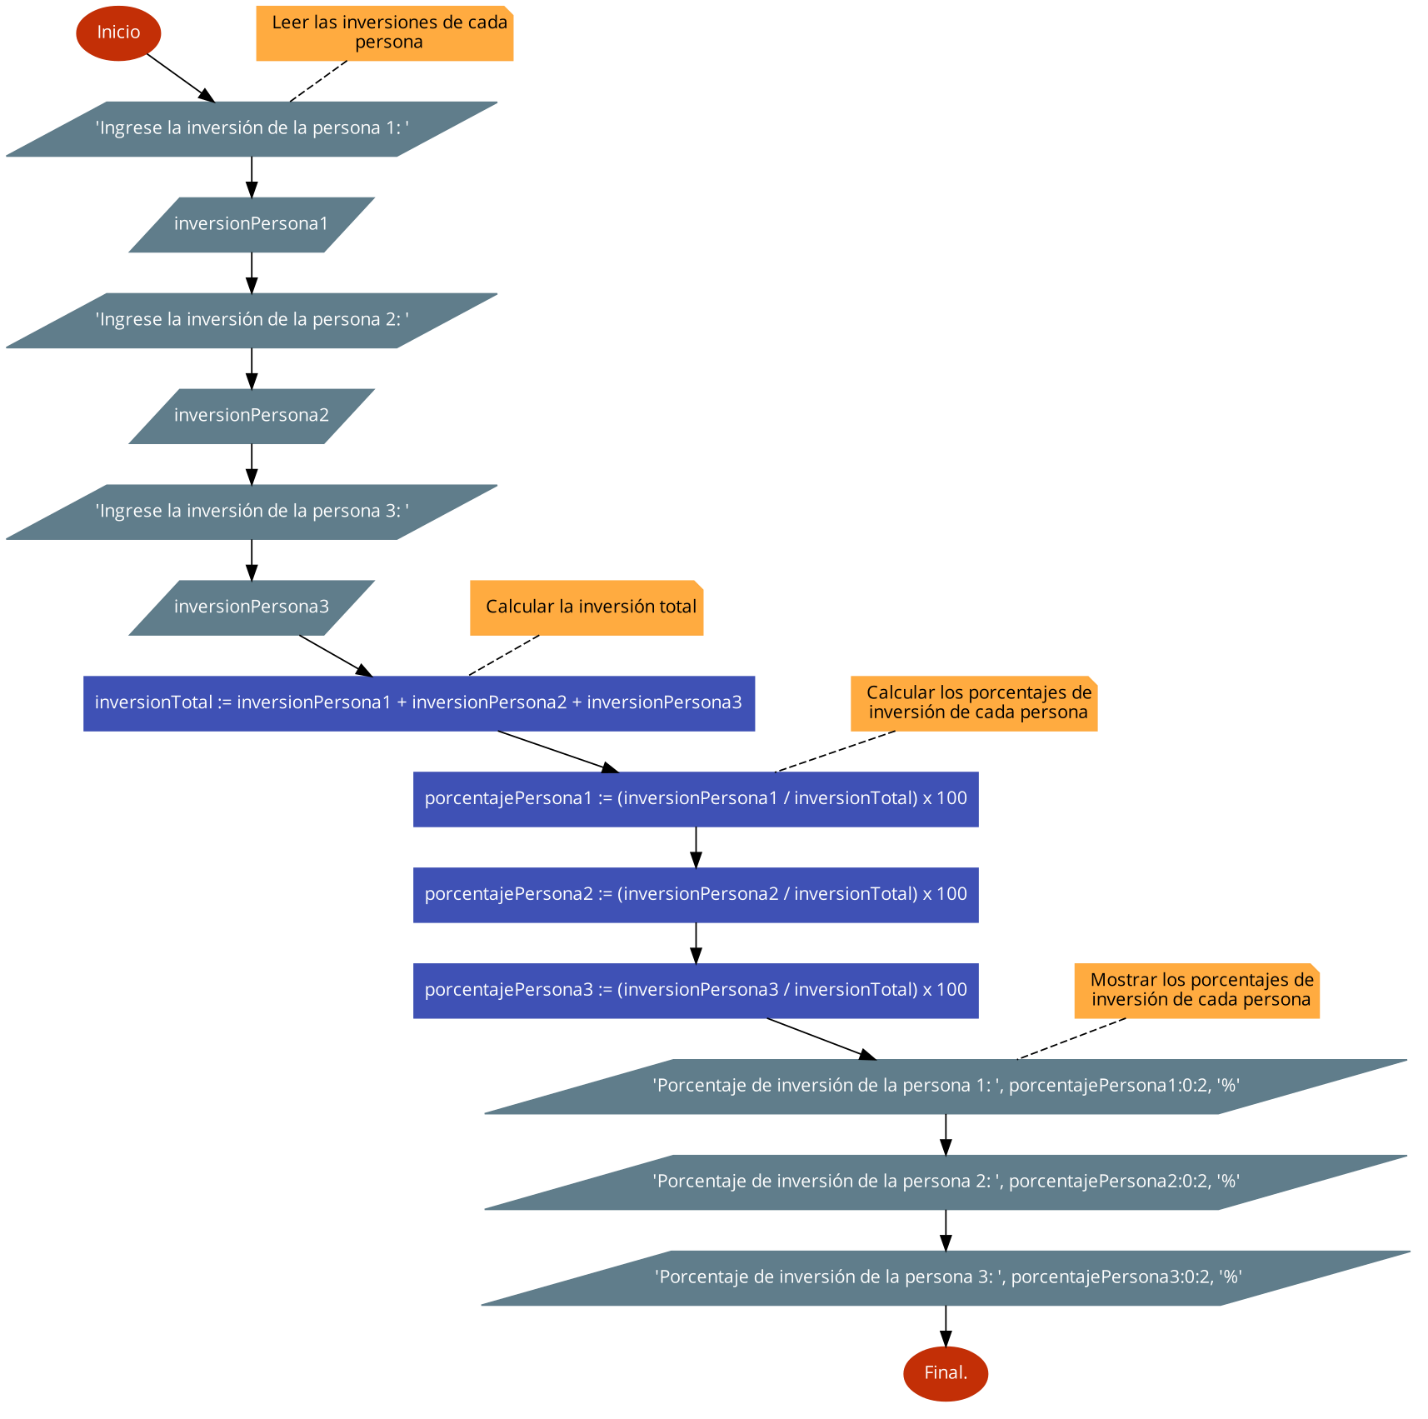 Inicio
Leer las inversiones de cada
persona
'Ingrese la inversión de la persona 1: '
inversionPersona1
'Ingrese la inversión de la persona 2: '
inversionPersona2
'Ingrese la inversión de la persona 3: '
inversionPersona3
Calcular la inversión total
inversionTotal := inversionPersona1 + inversionPersona2 + inversionPersona3
Calcular los porcentajes de
inversión de cada persona
porcentajePersona1 := (inversionPersona1 / inversionTotal) x 100
porcentajePersona2 := (inversionPersona2 / inversionTotal) x 100
porcentajePersona3 := (inversionPersona3 / inversionTotal) x 100
Mostrar los porcentajes de
inversión de cada persona
'Porcentaje de inversión de la persona 1: ', porcentajePersona1:0:2, '%'
'Porcentaje de inversión de la persona 2: ', porcentajePersona2:0:2, '%'
'Porcentaje de inversión de la persona 3: ', porcentajePersona3:0:2, '%'
Final.